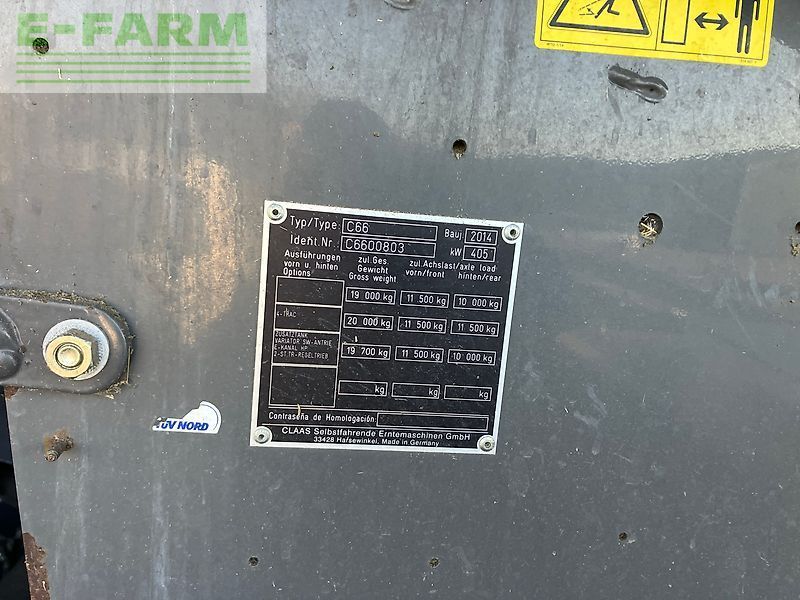 E-FARM
Typ/Type: C66 Bauj. 2014
Ident.Nr.: C6600803 kW 405
Ausführungen zul.Ges. zul.Achslast/axle load
vorn u. hinten Gewicht vorn/front hinten/rear
Options Gross weight
19 000 kg 11 500 kg 10 000 kg
4-TRAC 20 000 kg 11 500 kg 11 500 kg
ZUSATZTANK
VARIATOR SW-ANTRIE
E-KANAL HP 19 700 kg 11 500 kg 10 000 kg
2-ST.TR-REGELTRIEB
kg kg kg
Contraseña de Homologación:
CLAAS Selbstfahrende Erntemaschinen GmbH
33428 Harsewinkel, Made in Germany
TÜV NORD